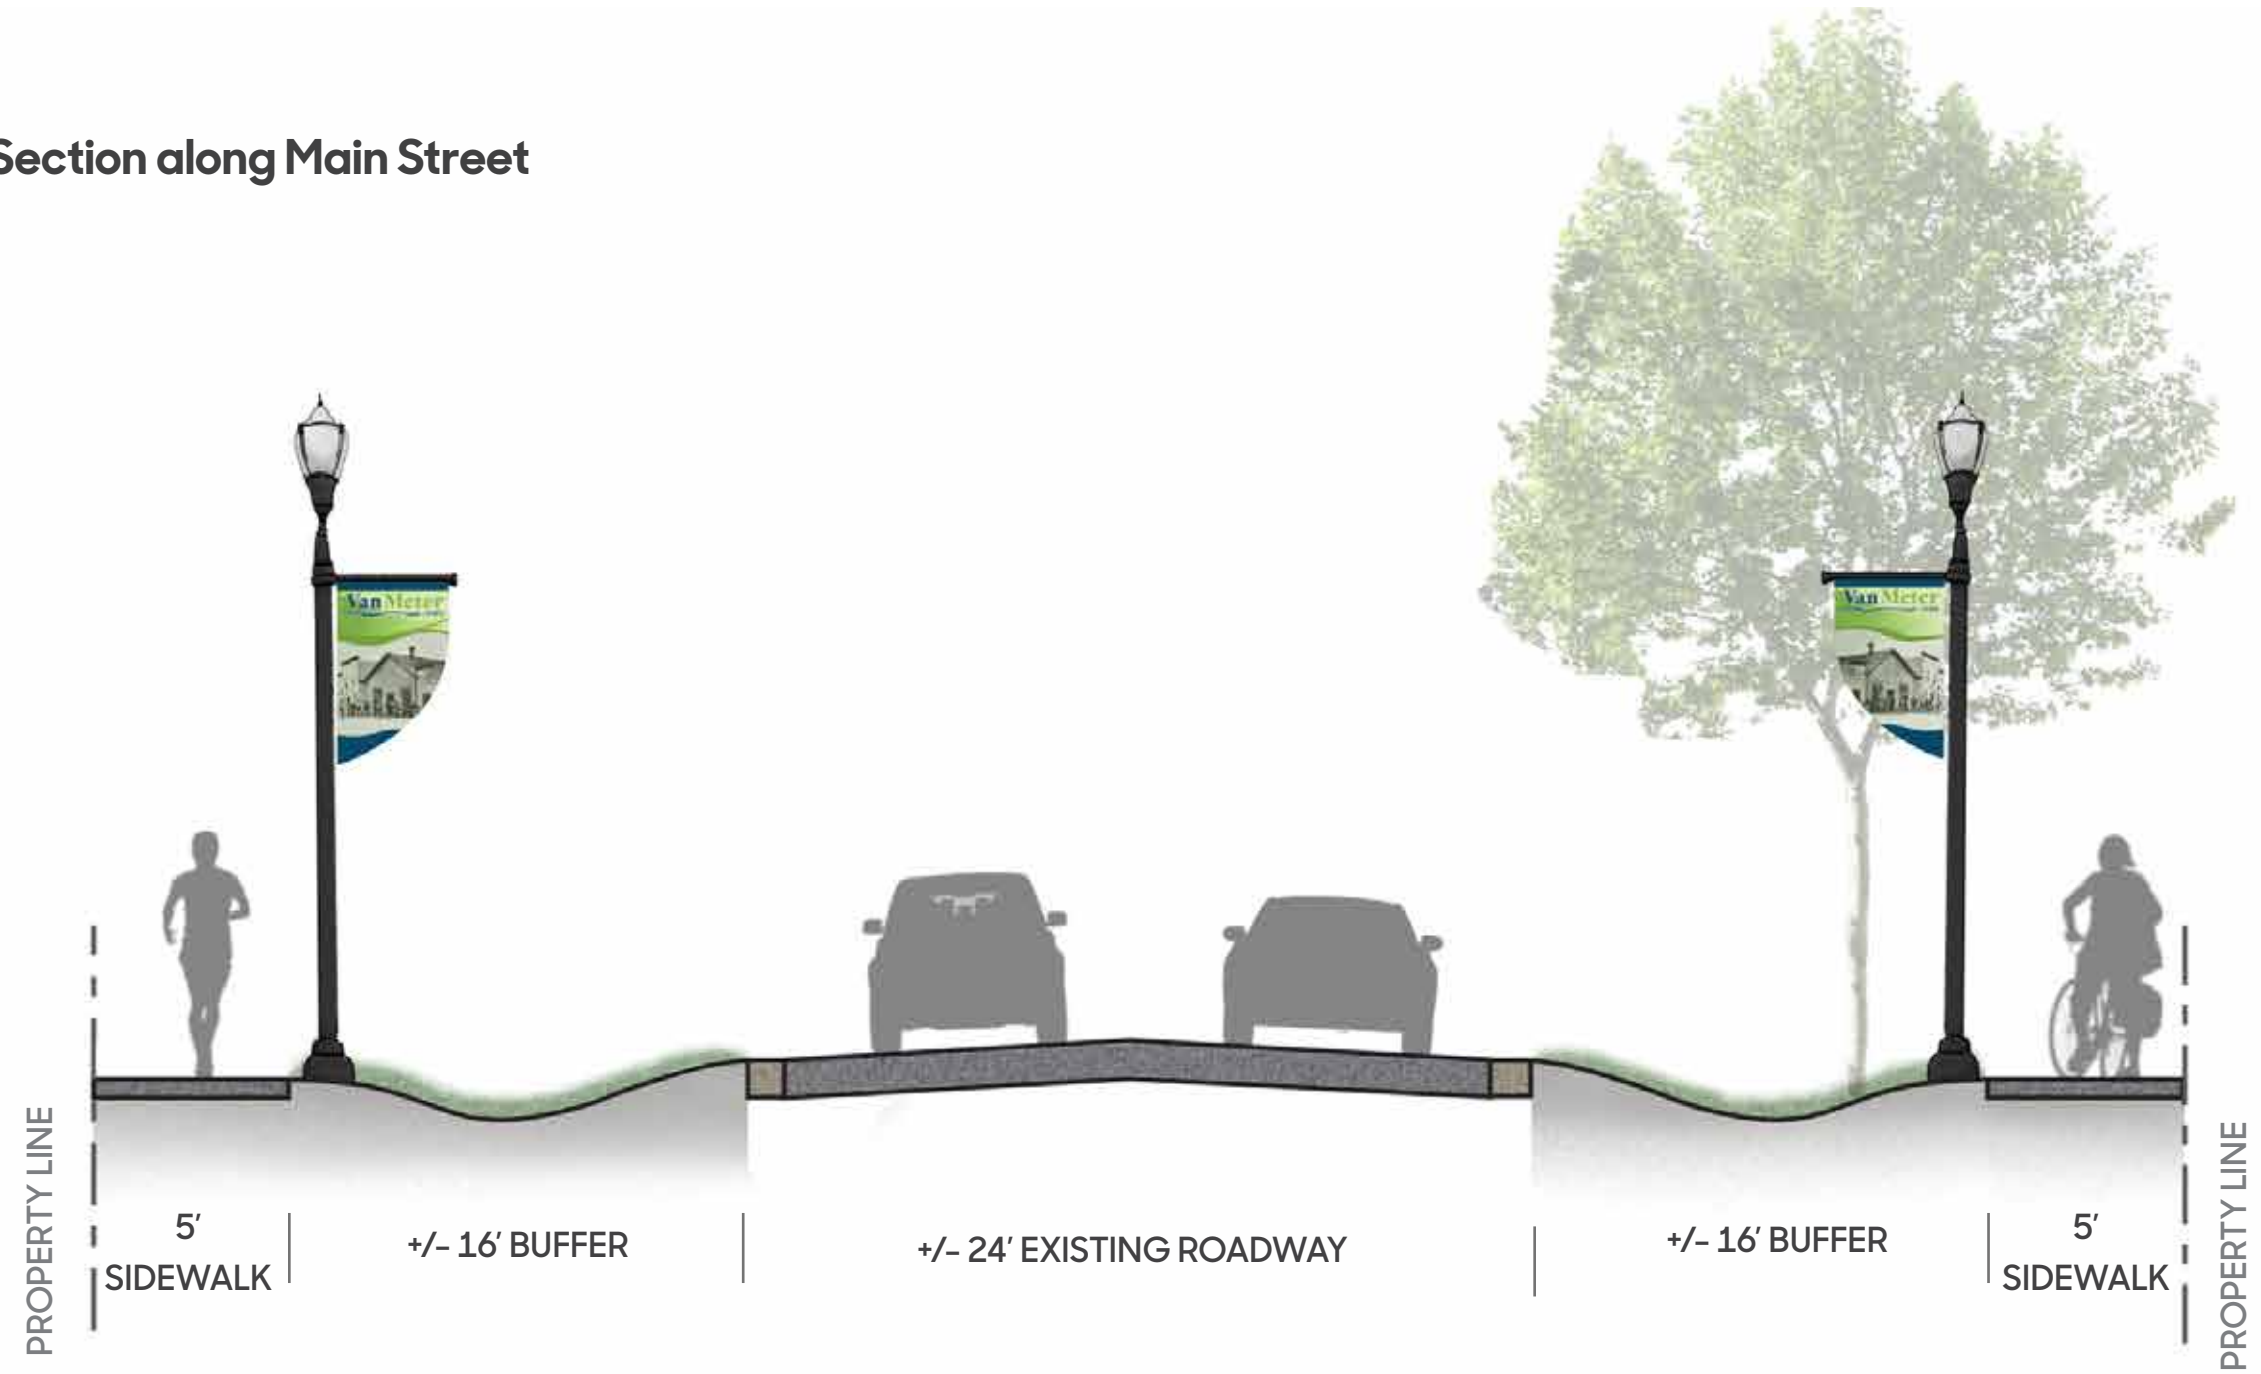 Section along Main Street
Van Meter
Van Meter
PROPERTY LINE
5'
SIDEWALK
+/- 16' BUFFER
+/- 24' EXISTING ROADWAY
+/- 16' BUFFER
5'
SIDEWALK
PROPERTY LINE